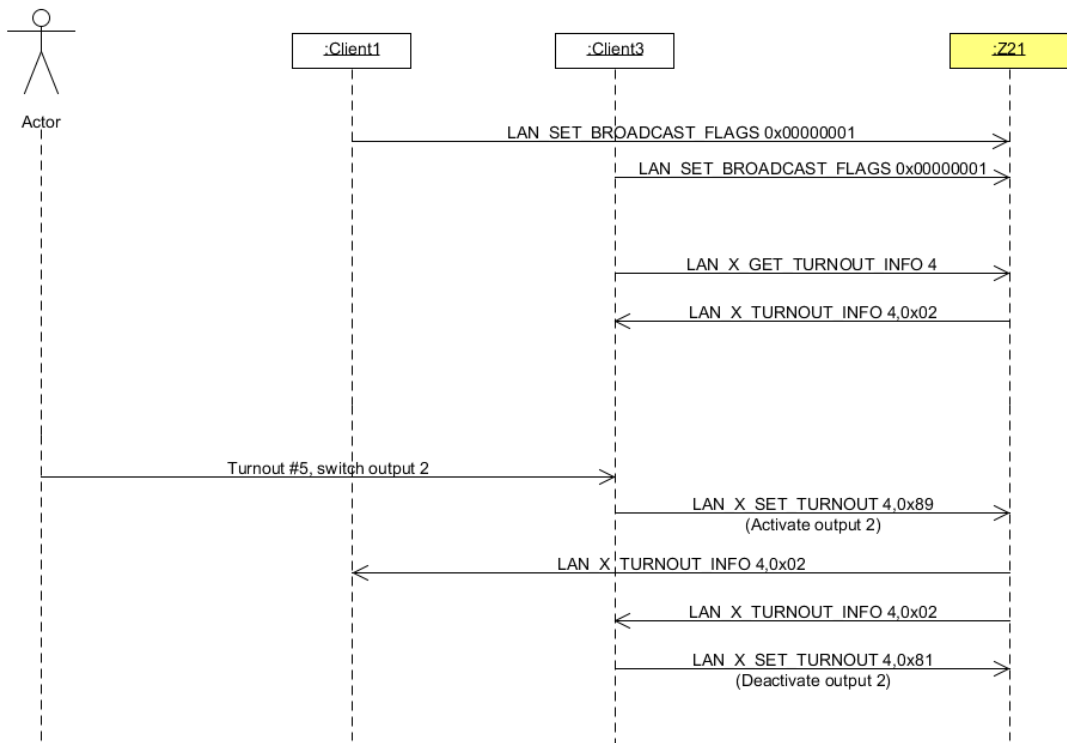 :Client1
:Client3
:Z21
Actor
LAN_SET_BROADCAST_FLAGS 0x00000001
LAN_SET_BROADCAST_FLAGS 0x00000001
LAN_X_GET_TURNOUT_INFO 4
LAN_X_TURNOUT_INFO 4,0x02
Turnout #5, switch output 2
LAN_X_SET_TURNOUT 4,0x89
(Activate output 2)
LAN_X_TURNOUT_INFO 4,0x02
LAN_X_TURNOUT_INFO 4,0x02
LAN_X_SET_TURNOUT 4,0x81
(Deactivate output 2)